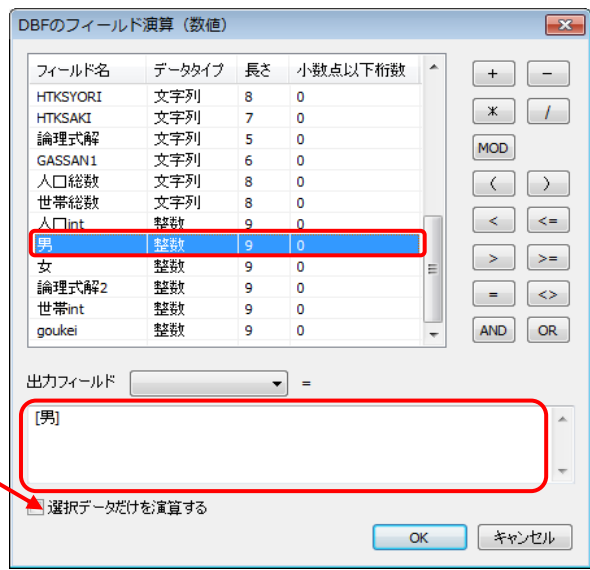 DBFのフィールド演算（数値）
フィールド名 データタイプ 長さ 小数点以下桁数
HTKSYORI 文字列 8 0
HTKSAKI 文字列 7 0
論理式解 文字列 5 0
GASSAN1 文字列 6 0
人口総数 文字列 8 0
世帯総数 文字列 8 0
人口int 整数 9 0
男 整数 9 0
女 整数 9 0
論理式解2 整数 9 0
世帯int 整数 9 0
goukei 整数 9 0
+ -
* /
MOD
( )
< <=
> >=
= <>
AND OR
出力フィールド =
[男]
選択データだけを演算する
OK キャンセル